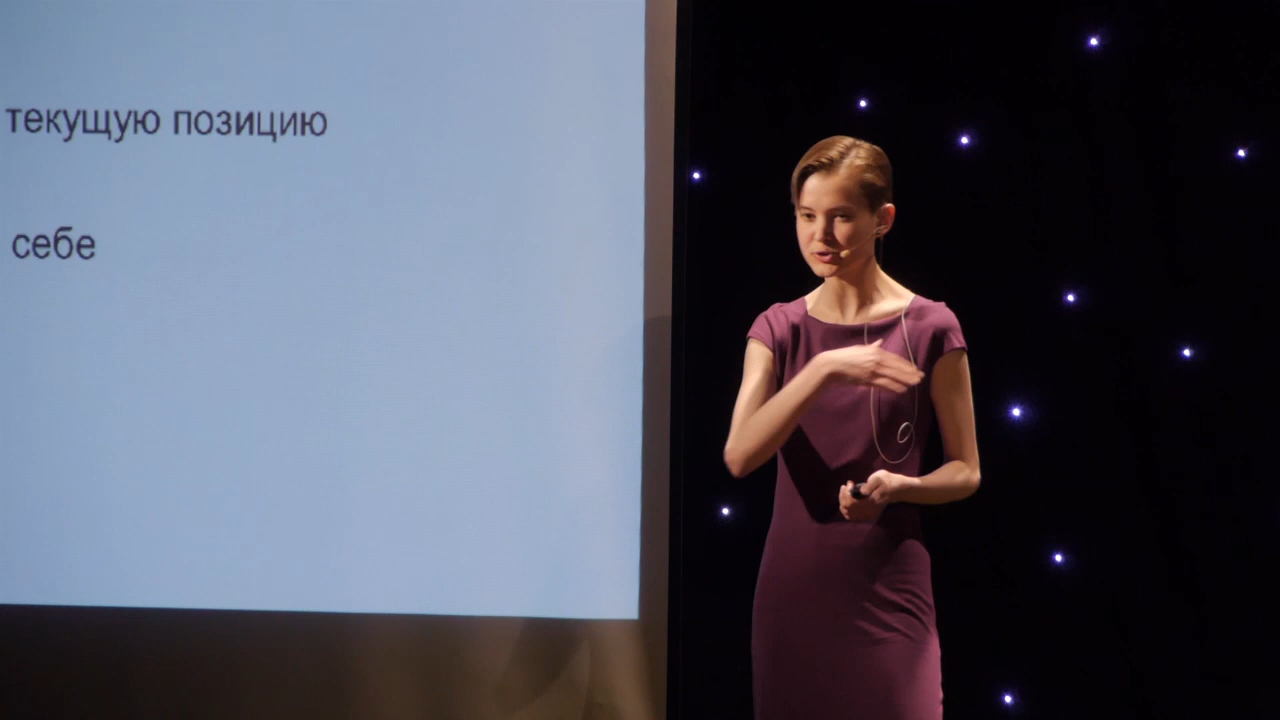 текущую позицию
себе